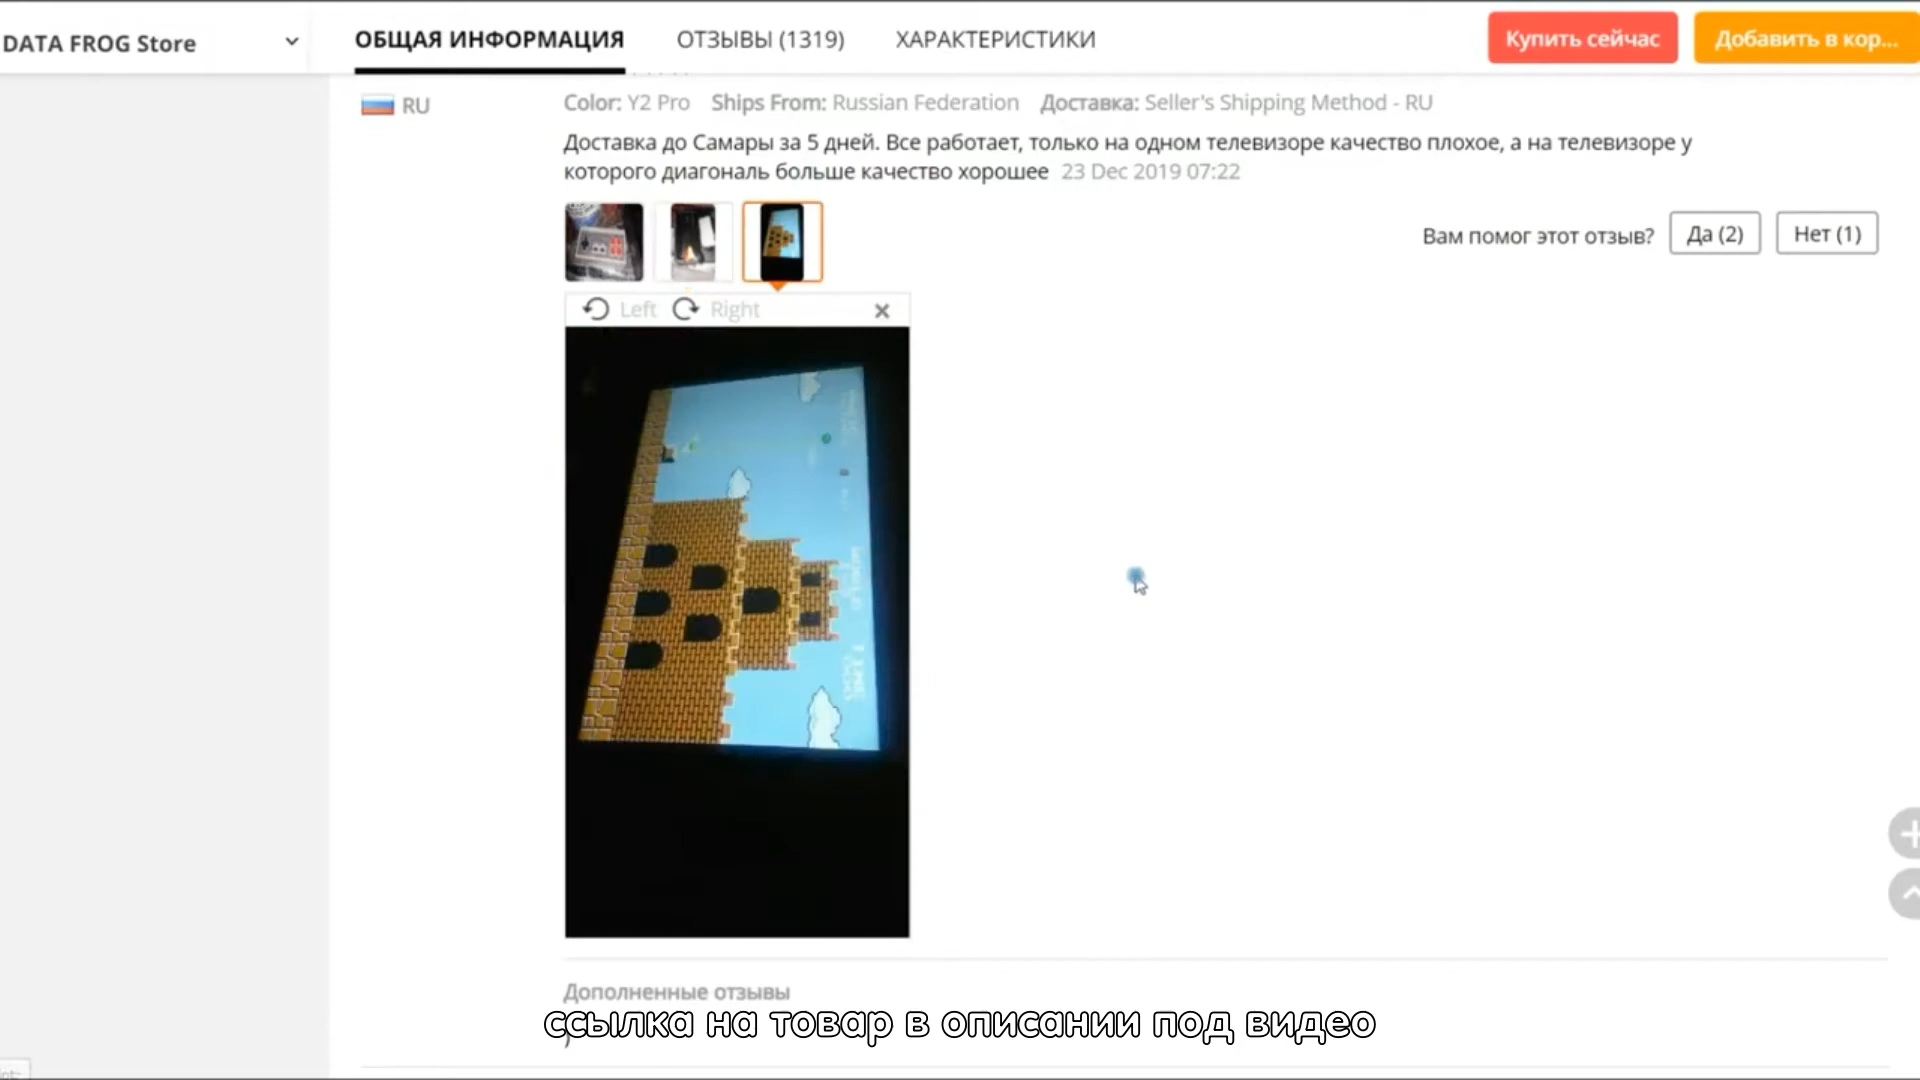 DATA FROG Store
ОБЩАЯ ИНФОРМАЦИЯ
ОТЗЫВЫ (1319)
ХАРАКТЕРИСТИКИ
Купить сейчас
Добавить в кор...
RU
Color: Y2 Pro Ships From: Russian Federation Доставка: Seller's Shipping Method - RU
Доставка до Самары за 5 дней. Все работает, только на одном телевизоре качество плохое, а на телевизоре у
которого диагональ больше качество хорошее 23 Dec 2019 07:22
Вам помог этот отзыв?
Да (2)
Нет (1)
Left
Right
Дополненные отзывы
ссылка на товар в описании под видео